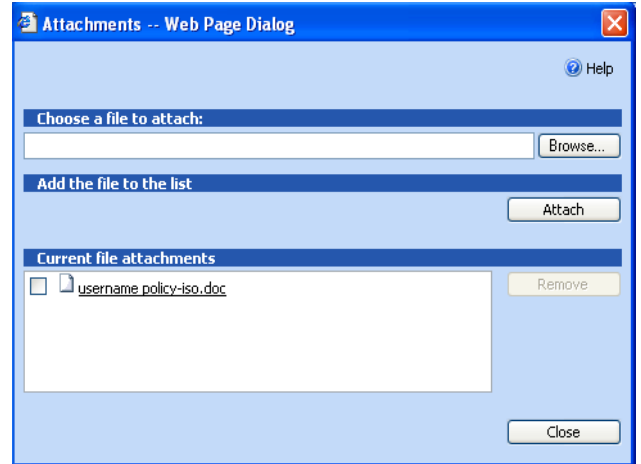 Attachments -- Web Page Dialog
Help
Choose a file to attach:
Browse...
Add the file to the list
Attach
Current file attachments
username policy-iso.doc
Remove
Close